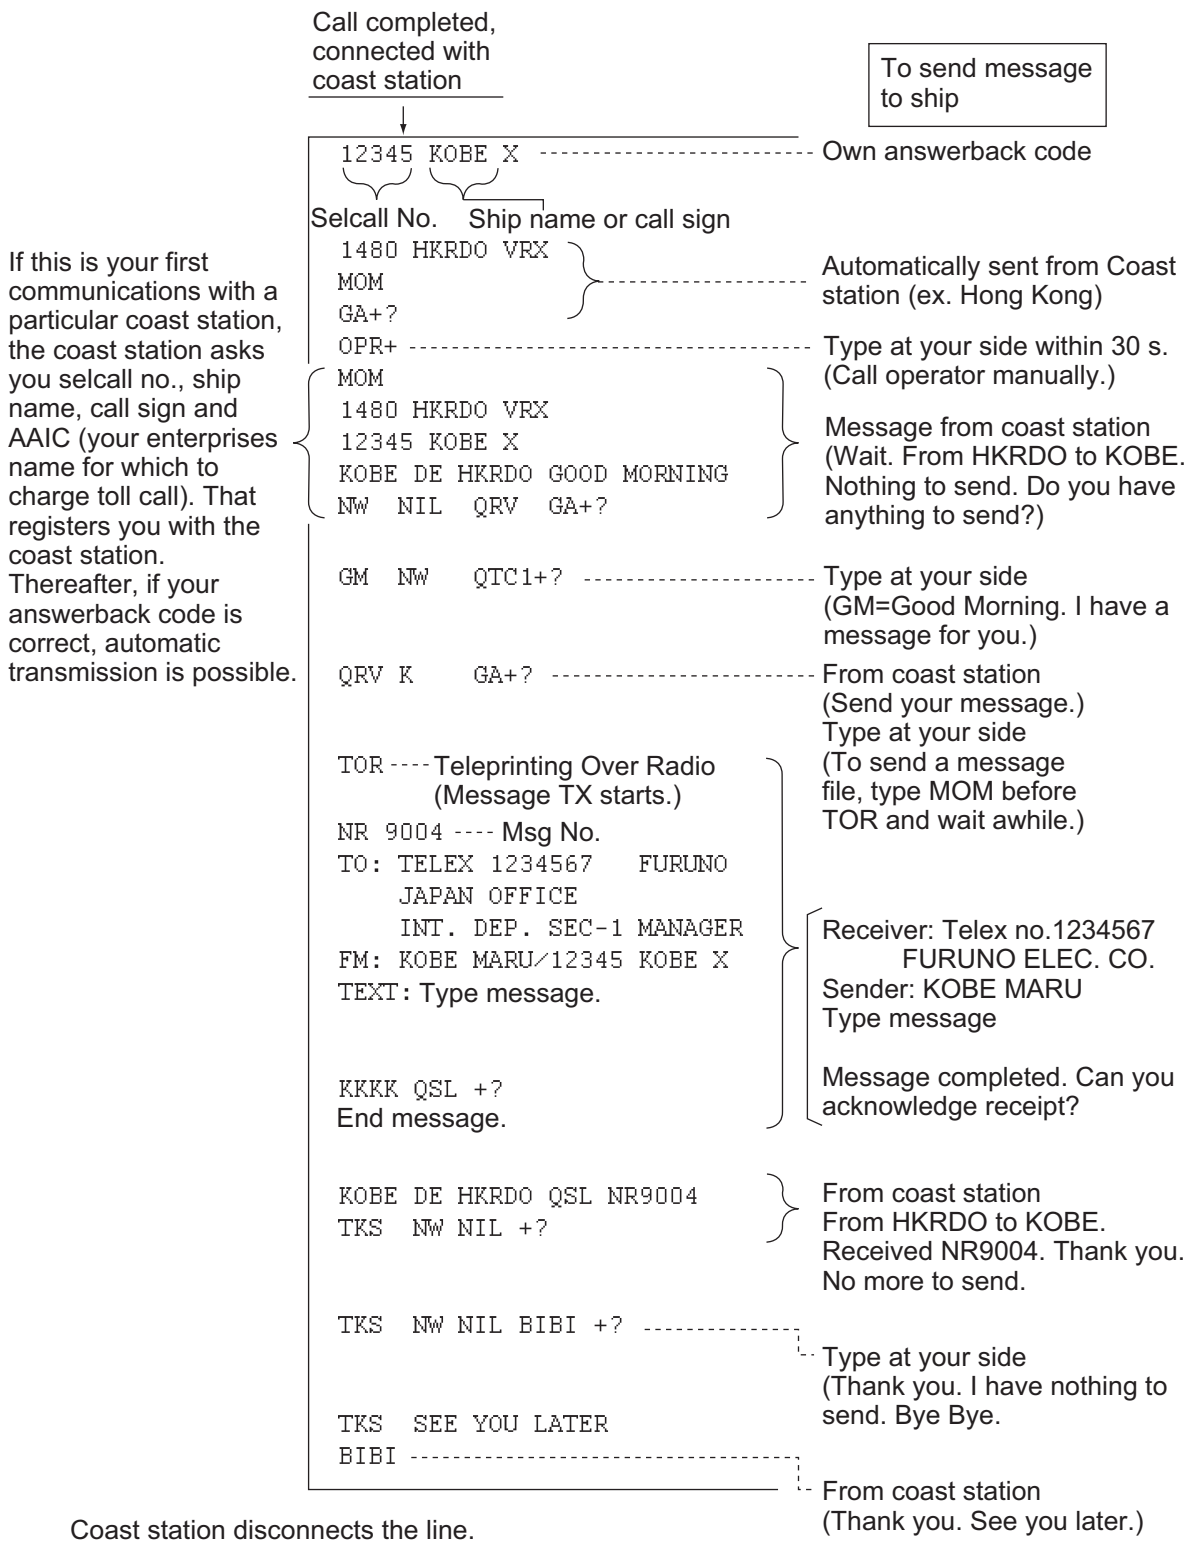 Call completed,
connected with
coast station
To send message
to ship
12345 KOBE X
Own answerback code
Selcall No.
Ship name or call sign
If this is your first
communications with a
particular coast station,
the coast station asks
you selcall no., ship
name, call sign and
AAIC (your enterprises
name for which to
charge toll call). That
registers you with the
coast station.
Thereafter, if your
answerback code is
correct, automatic
transmission is possible.
1480 HKRDO VRX
MOM
GA+?
Automatically sent from Coast
station (ex. Hong Kong)
OPR+
Type at your side within 30 s.
(Call operator manually.)
MOM
1480 HKRDO VRX
12345 KOBE X
KOBE DE HKRDO GOOD MORNING
NW NIL QRV GA+?
Message from coast station
(Wait. From HKRDO to KOBE.
Nothing to send. Do you have
anything to send?)
GM NW QTC1+?
Type at your side
(GM=Good Morning. I have a
message for you.)
QRV K GA+?
From coast station
(Send your message.)
Type at your side
(To send a message
file, type MOM before
TOR and wait awhile.)
TOR ---- Teleprinting Over Radio
(Message TX starts.)
NR 9004 ---- Msg No.
TO: TELEX 1234567 FURUNO
JAPAN OFFICE
INT. DEP. SEC-1 MANAGER
FM: KOBE MARU/12345 KOBE X
TEXT: Type message.
Receiver: Telex no.1234567
FURUNO ELEC. CO.
Sender: KOBE MARU
Type message
KKKK QSL +?
End message.
Message completed. Can you
acknowledge receipt?
KOBE DE HKRDO QSL NR9004
TKS NW NIL +?
From coast station
From HKRDO to KOBE.
Received NR9004. Thank you.
No more to send.
TKS NW NIL BIBI +?
Type at your side
(Thank you. I have nothing to
send. Bye Bye.
TKS SEE YOU LATER
BIBI
From coast station
(Thank you. See you later.)
Coast station disconnects the line.